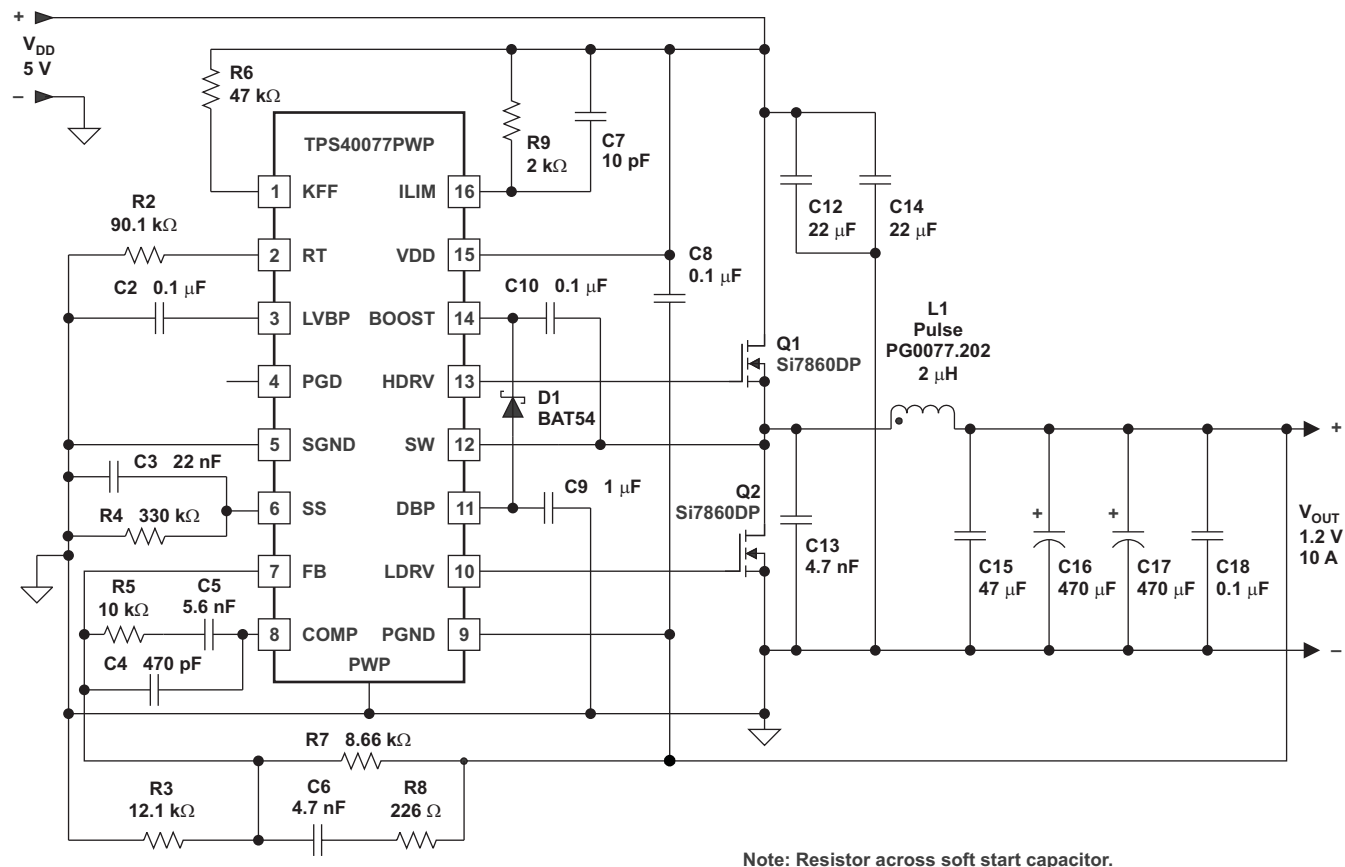 +
V_DD
5 V
–
R6
47 kΩ
TPS40077PWP
R9
2 kΩ
C7
10 pF
1 KFF
ILIM 16
C12
22 μF
C14
22 μF
R2
90.1 kΩ
2 RT
VDD 15
C8
0.1 μF
C2 0.1 μF
C10 0.1 μF
3 LVBP
BOOST 14
L1
Pulse
PG0077.202
2 μH
Q1
Si7860DP
4 PGD
HDRV 13
D1
BAT54
5 SGND
SW 12
+
C3 22 nF
C9 1 μF
Q2
Si7860DP
6 SS
DBP 11
R4 330 kΩ
C13
4.7 nF
+
+
V_OUT
1.2 V
10 A
C15
47 μF
C16
470 μF
C17
470 μF
C18
0.1 μF
7 FB
LDRV 10
R5
10 kΩ
C5
5.6 nF
8 COMP
PGND 9
C4 470 pF
PWP
–
R7 8.66 kΩ
R3
12.1 kΩ
C6
4.7 nF
R8
226 Ω
Note: Resistor across soft start capacitor.